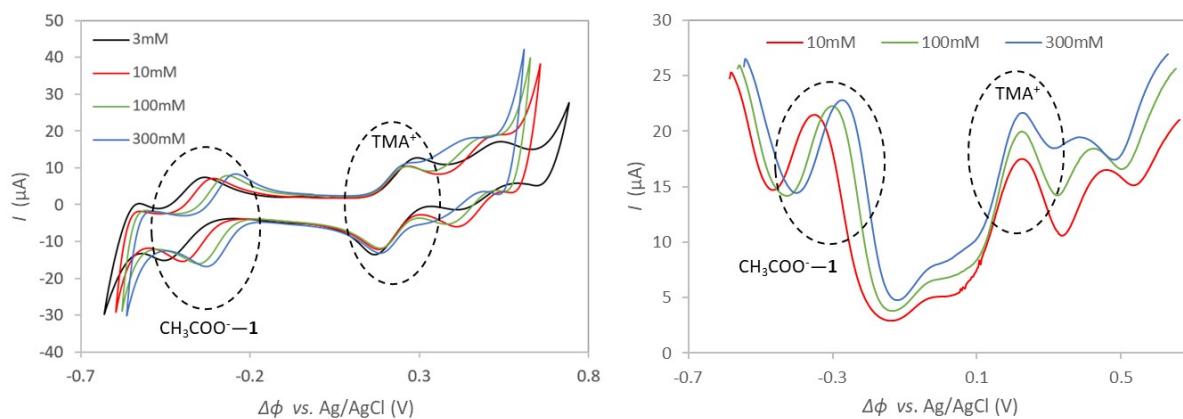 50
40
30
20
10
0
-10
-20
-30
-40
I (μA)
3mM
10mM
100mM
300mM
TMA⁺
CH₃COO⁻—1
-0.7
-0.2
0.3
0.8
Δϕ vs. Ag/AgCl (V)
30
25
20
15
10
5
0
I (μA)
10mM 100mM 300mM
TMA⁺
CH₃COO⁻—1
-0.7
-0.3
0.1
0.5
Δϕ vs. Ag/AgCl (V)